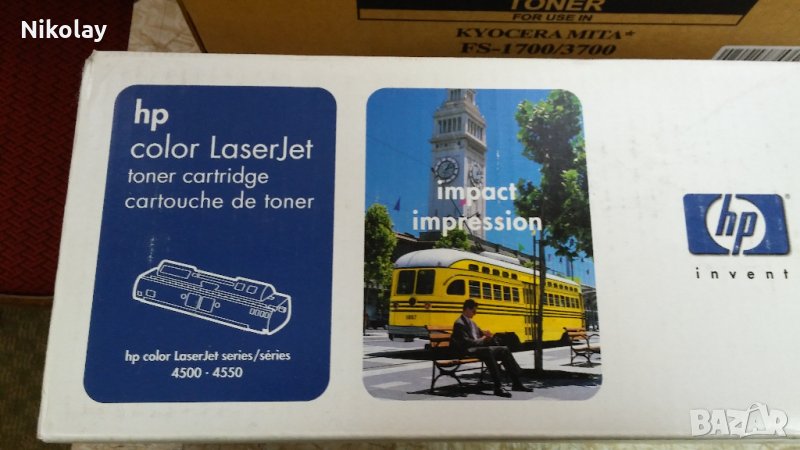 Nikolay
TONER
FOR USE IN
KYOCERA MITA*
FS-1700/3700
hp
color LaserJet
toner cartridge
cartouche de toner
hp color LaserJet series/séries
4500 · 4550
impact
impression
hp
invent
BAZAR